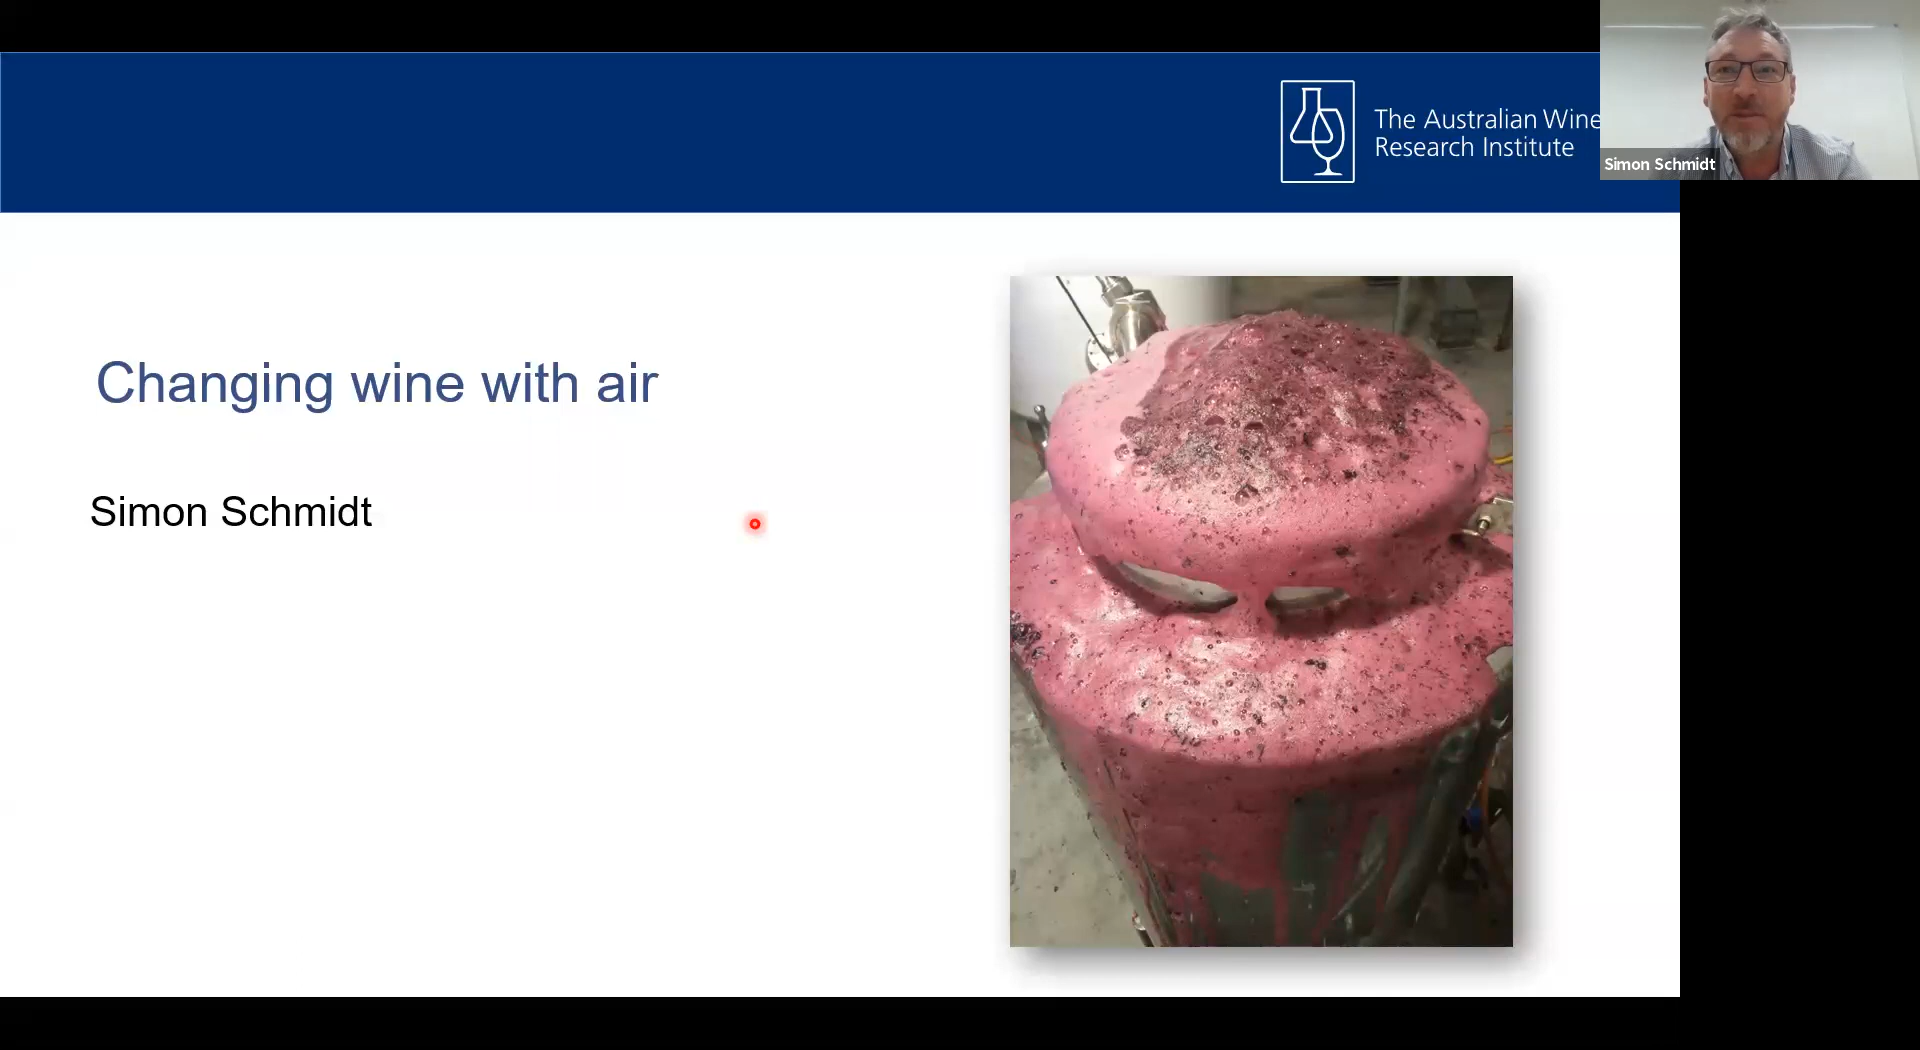 The Australian Wine
Research Institute
Simon Schmidt
Changing wine with air
Simon Schmidt